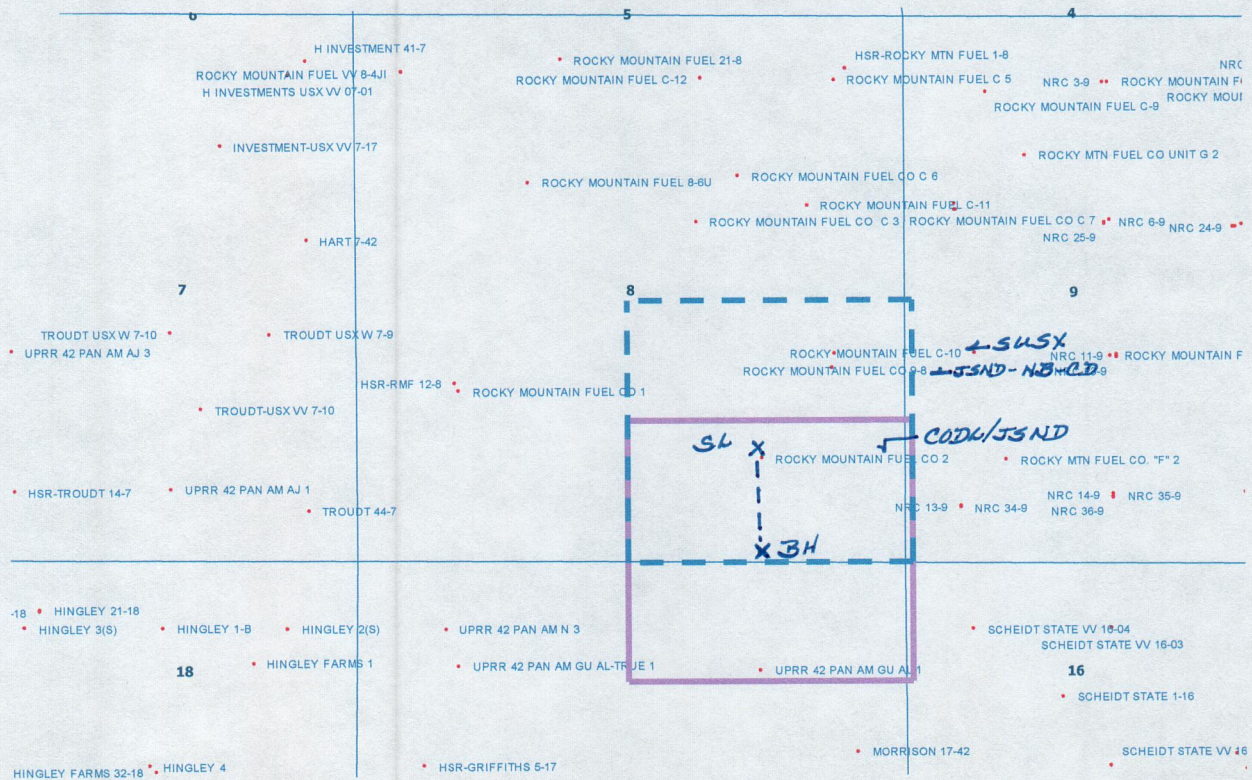 6
5
4
H INVESTMENT 41-7
ROCKY MOUNTAIN FUEL 21-8
HSR-ROCKY MTN FUEL 1-8
ROCKY MOUNTAIN FUEL VV 8-4JI
ROCKY MOUNTAIN FUEL C-12
ROCKY MOUNTAIN FUEL C 5
NRC 3-9
H INVESTMENTS USX VV 07-01
ROCKY MOUNTAIN FUEL C-9
INVESTMENT-USX VV 7-17
ROCKY MTN FUEL CO UNIT G 2
ROCKY MOUNTAIN FUEL 8-6U
ROCKY MOUNTAIN FUEL CO C 6
ROCKY MOUNTAIN FUEL C-11
ROCKY MOUNTAIN FUEL CO C 3
ROCKY MOUNTAIN FUEL CO C 7
NRC 6-9
NRC 24-9
NRC 25-9
HART 7-42
7
8
9
TROUDT USX W 7-10
TROUDT USX W 7-9
UPRR 42 PAN AM AJ 3
ROCKY MOUNTAIN FUEL C-10
← SUSX
NRC 11-9
ROCKY MOUNTAIN F
ROCKY MOUNTAIN FUEL CO 9-8
← JSND-NB-CD
HSR-RMF 12-8
ROCKY MOUNTAIN FUEL CO 1
TROUDT-USX VV 7-10
CODL/JSND
SL X
ROCKY MOUNTAIN FUEL CO 2
ROCKY MTN FUEL CO. "F" 2
HSR-TROUDT 14-7
UPRR 42 PAN AM AJ 1
TROUDT 44-7
NRC 14-9
NRC 35-9
NRC 13-9
NRC 34-9
NRC 36-9
X BH
-18
HINGLEY 21-18
HINGLEY 3(S)
HINGLEY 1-B
HINGLEY 2(S)
UPRR 42 PAN AM N 3
SCHEIDT STATE VV 16-04
SCHEIDT STATE VV 16-03
18
HINGLEY FARMS 1
UPRR 42 PAN AM GU AL-TRUE 1
UPRR 42 PAN AM GU AL 1
16
SCHEIDT STATE 1-16
MORRISON 17-42
SCHEIDT STATE VV 16
HINGLEY FARMS 32-18
HINGLEY 4
HSR-GRIFFITHS 5-17